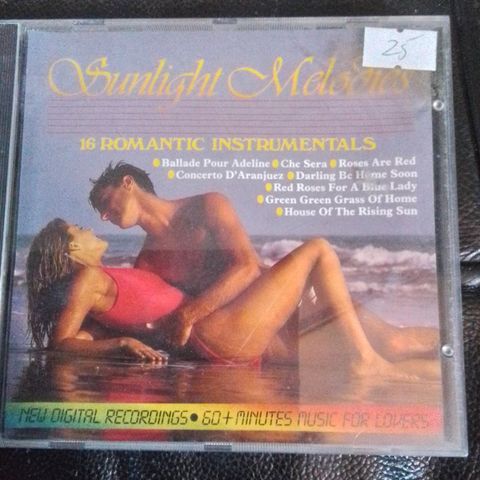 25
Sunlight Melodies
16 ROMANTIC INSTRUMENTALS
Ballade Pour Adeline • Che Sera • Roses Are Red
• Concerto D'Aranjuez • Darling Be Home Soon
• Red Roses For A Blue Lady
• Green Green Grass Of Home
• House Of The Rising Sun
NEW DIGITAL RECORDINGS • 60+ MINUTES MUSIC FOR LOVERS